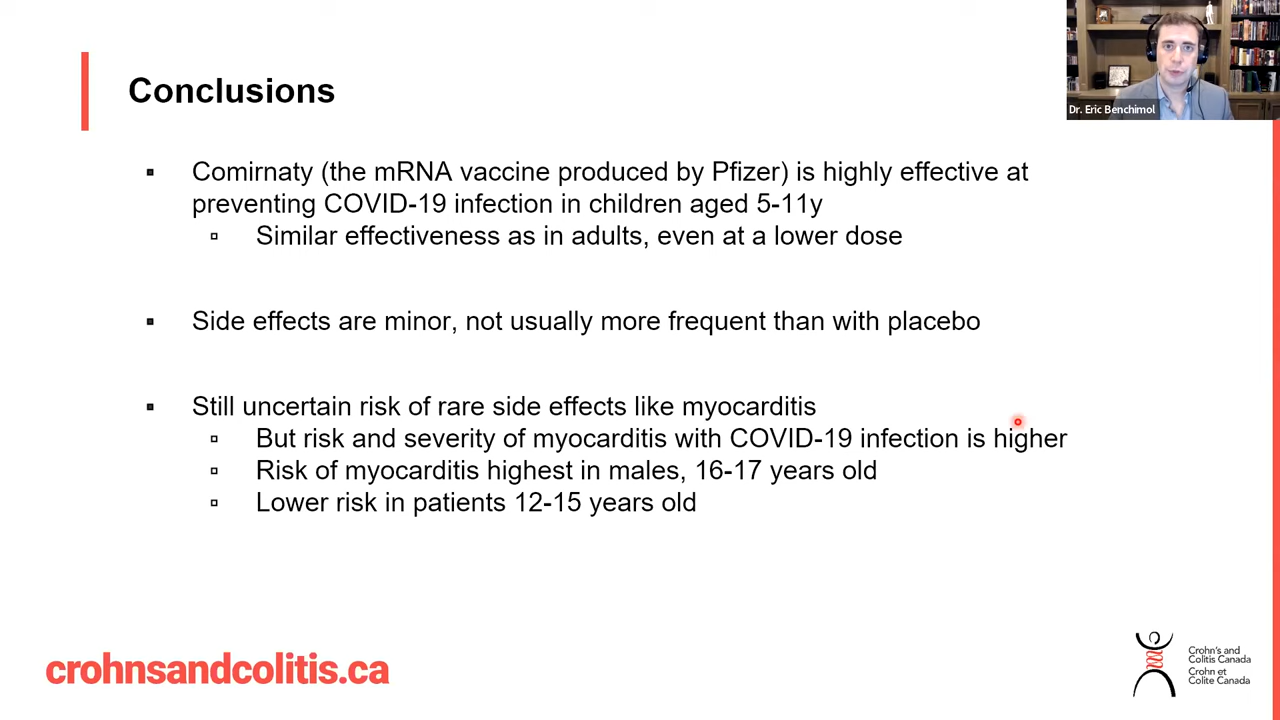 Conclusions
Dr. Eric Benchimol
▪ Comirnaty (the mRNA vaccine produced by Pfizer) is highly effective at
preventing COVID-19 infection in children aged 5-11y
▫ Similar effectiveness as in adults, even at a lower dose
▪ Side effects are minor, not usually more frequent than with placebo
▪ Still uncertain risk of rare side effects like myocarditis
▫ But risk and severity of myocarditis with COVID-19 infection is higher
▫ Risk of myocarditis highest in males, 16-17 years old
▫ Lower risk in patients 12-15 years old
crohnsandcolitis.ca
Crohn's and
Colitis Canada
Crohn et
Colite Canada